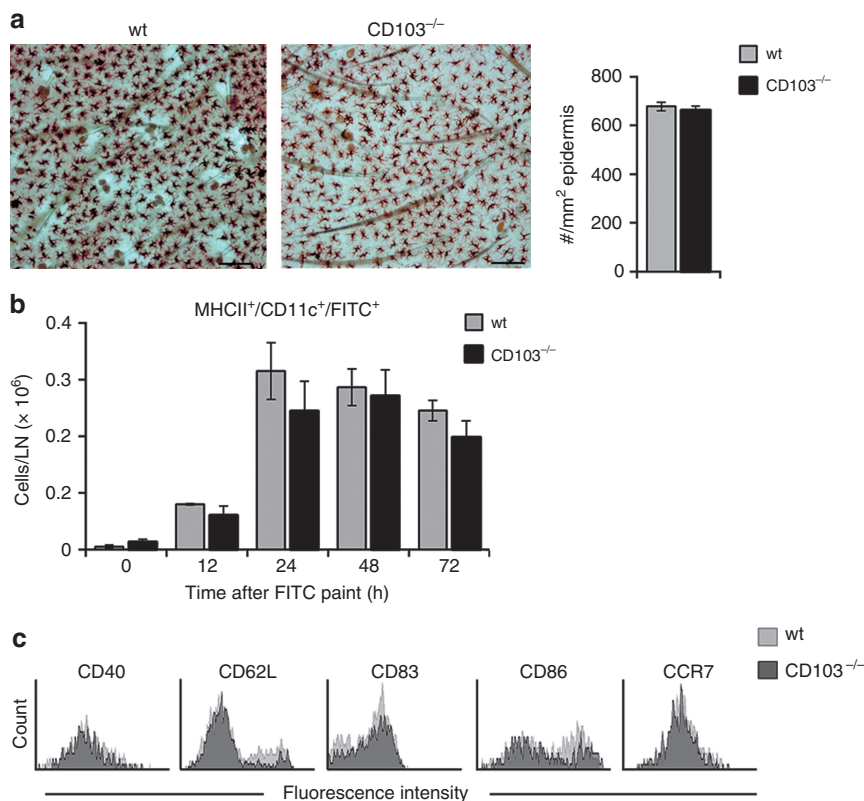 a
wt
CD103⁻/⁻
wt
CD103⁻/⁻
#/mm² epidermis
800
600
400
200
0
b
MHCII⁺/CD11c⁺/FITC⁺
wt
CD103⁻/⁻
Cells/LN (× 10⁶)
0.4
0.3
0.2
0.2
0
0 12 24 48 72
Time after FITC paint (h)
c
wt
CD103⁻/⁻
CD40 CD62L CD83 CD86 CCR7
Count
Fluorescence intensity